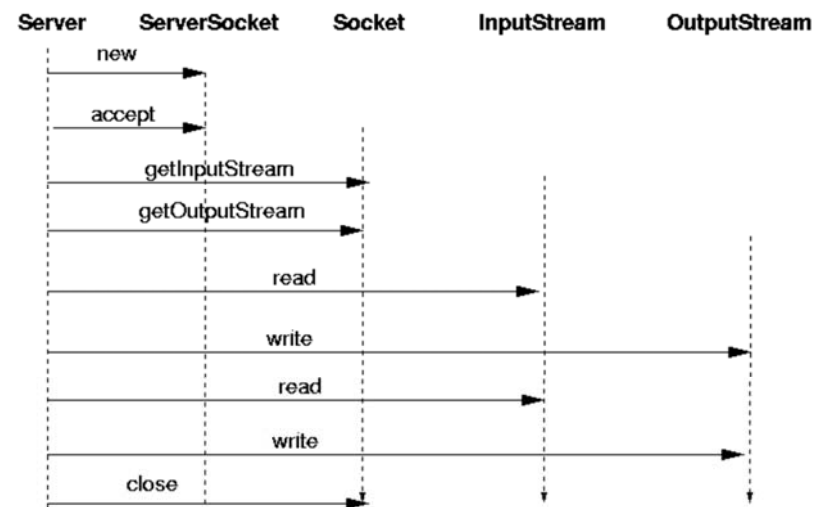 Server ServerSocket Socket InputStream OutputStream
new
accept
getInputStream
getOutputStream
read
write
read
write
close